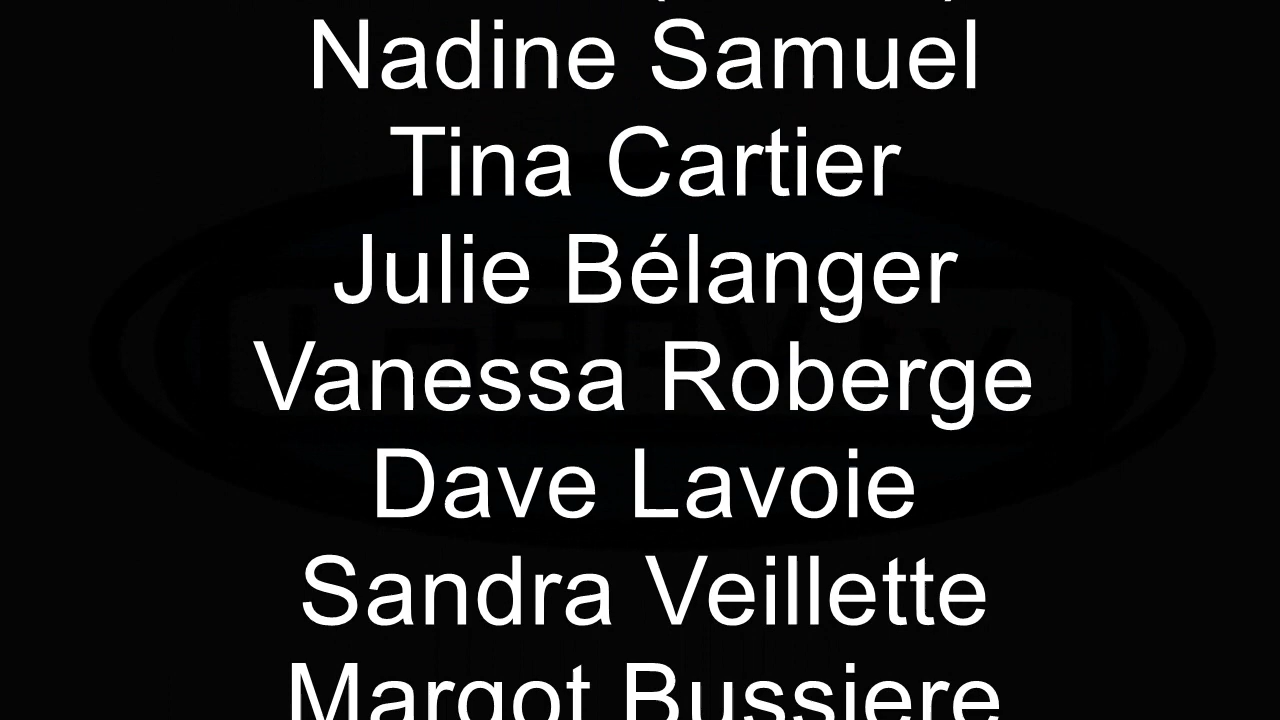 Nadine Samuel
Tina Cartier
Julie Bélanger
Vanessa Roberge
Dave Lavoie
Sandra Veillette
Margot Bussiere